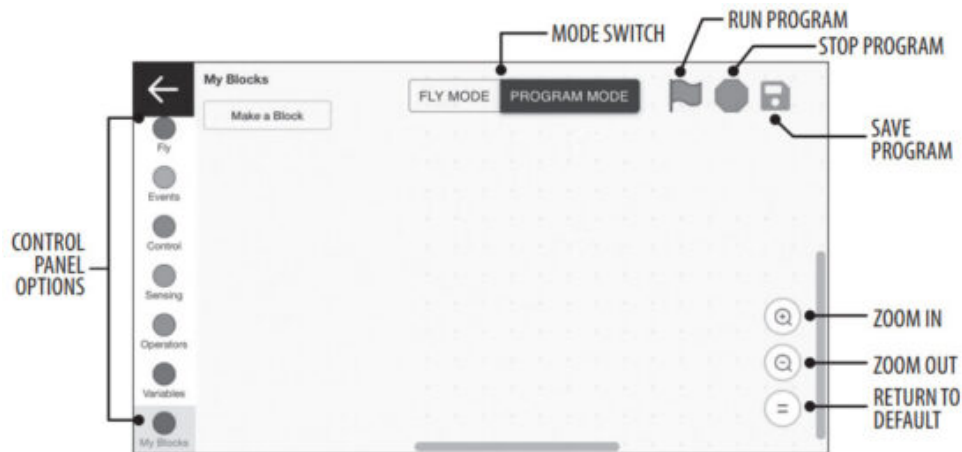 RUN PROGRAM
MODE SWITCH
STOP PROGRAM
My Blocks
FLY MODE PROGRAM MODE
Make a Block
SAVE
PROGRAM
Fly
Events
Control
Sensing
Operators
Variables
My Blocks
CONTROL
PANEL
OPTIONS
ZOOM IN
ZOOM OUT
=
RETURN TO
DEFAULT